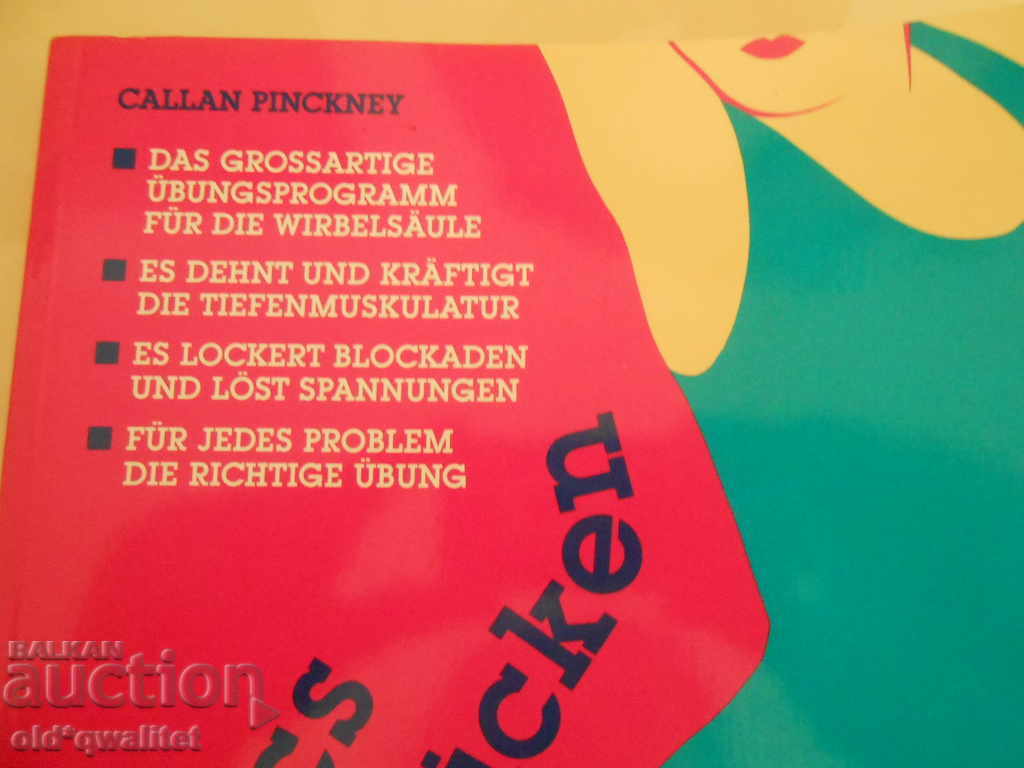 CALLAN PINCKNEY
DAS GROSSARTIGE
ÜBUNGSPROGRAMM
FÜR DIE WIRBELSÄULE
ES DEHNT UND KRÄFTIGT
DIE TIEFENMUSKULATUR
ES LOCKERT BLOCKADEN
UND LÖST SPANNUNGEN
FÜR JEDES PROBLEM
DIE RICHTIGE ÜBUNG
BALKAN
auction
old*qwalitet